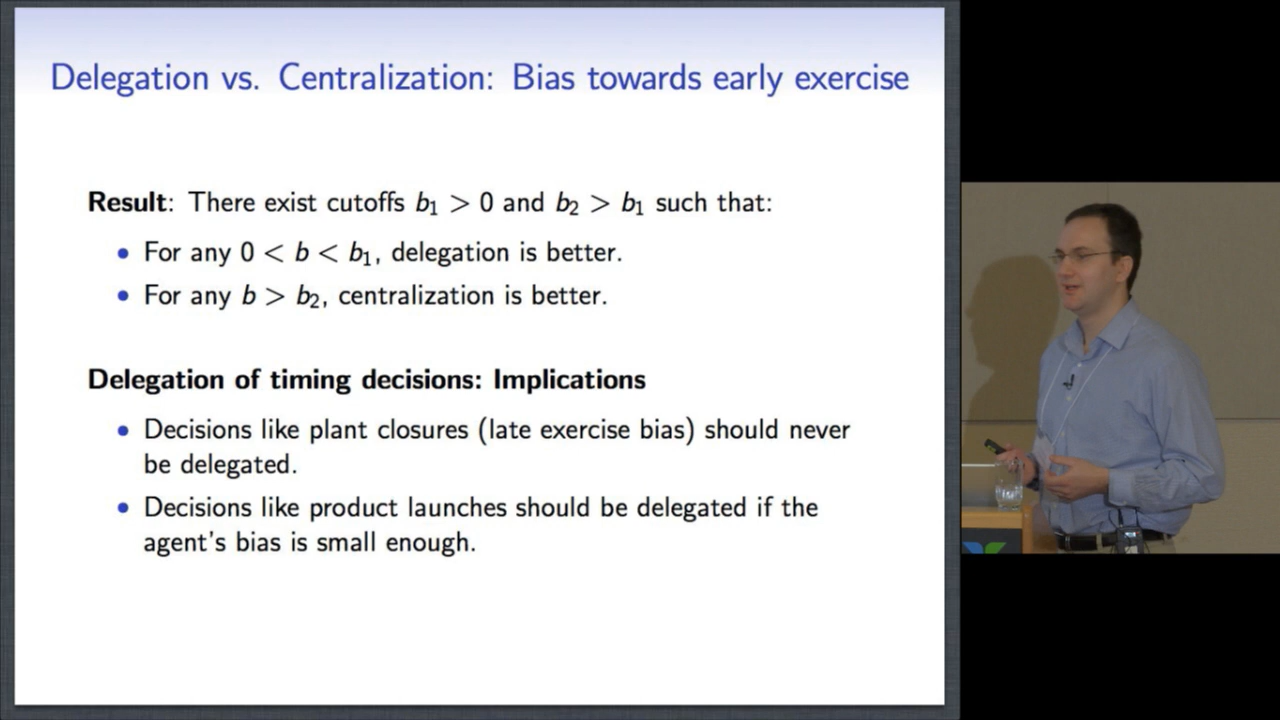 Delegation vs. Centralization: Bias towards early exercise
Result: There exist cutoffs b₁ > 0 and b₂ > b₁ such that:
• For any 0 < b < b₁, delegation is better.
• For any b > b₂, centralization is better.
Delegation of timing decisions: Implications
• Decisions like plant closures (late exercise bias) should never
be delegated.
• Decisions like product launches should be delegated if the
agent's bias is small enough.